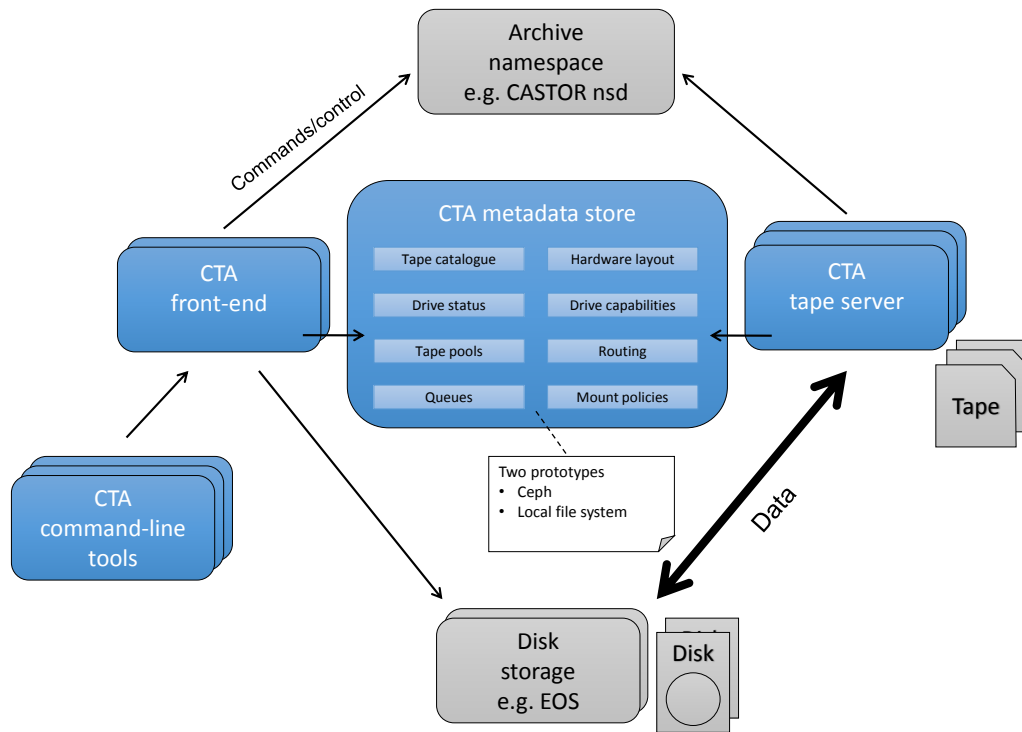 Archive
namespace
e.g. CASTOR nsd
Commands/control
CTA metadata store
Tape catalogue
Hardware layout
Drive status
Drive capabilities
Tape pools
Routing
Queues
Mount policies
CTA
front-end
CTA
tape server
Tape
CTA
command-line
tools
Two prototypes
• Ceph
• Local file system
Data
Disk
storage
e.g. EOS
Disk